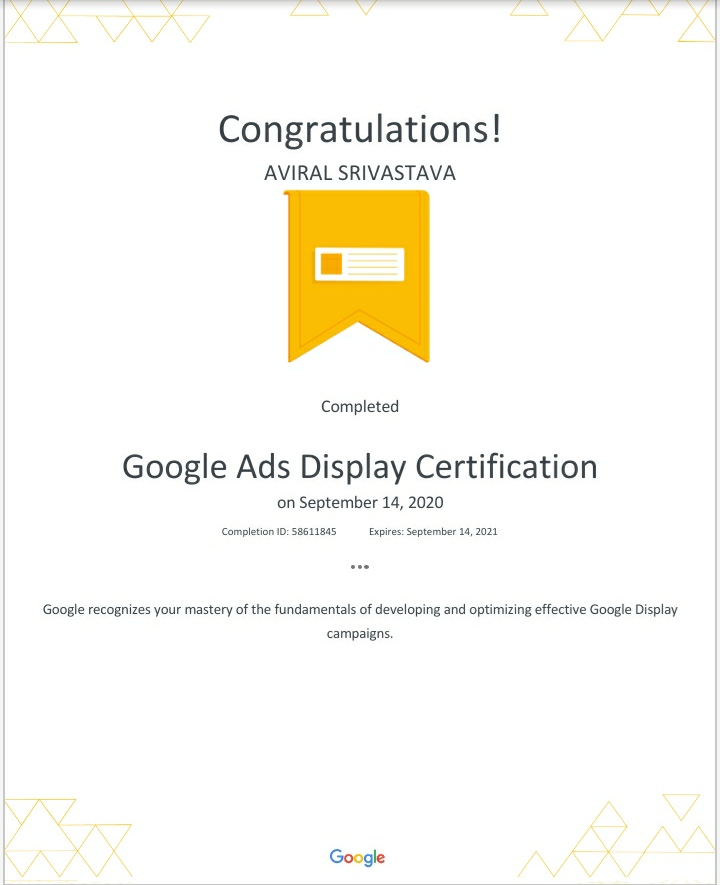 Congratulations!
AVIRAL SRIVASTAVA
Completed
Google Ads Display Certification
on September 14, 2020
Completion ID: 58611845 Expires: September 14, 2021
•••
Google recognizes your mastery of the fundamentals of developing and optimizing effective Google Display
campaigns.
Google